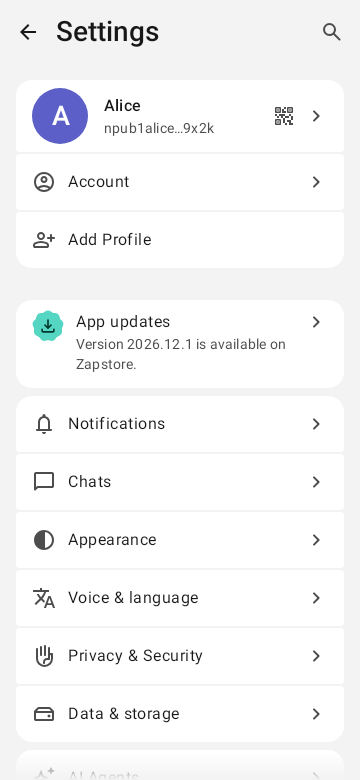 Settings
A
Alice
npub1alice…9x2k
Account
Add Profile
App updates
Version 2026.12.1 is available on
Zapstore.
Notifications
Chats
Appearance
Voice & language
Privacy & Security
Data & storage
AI Agents